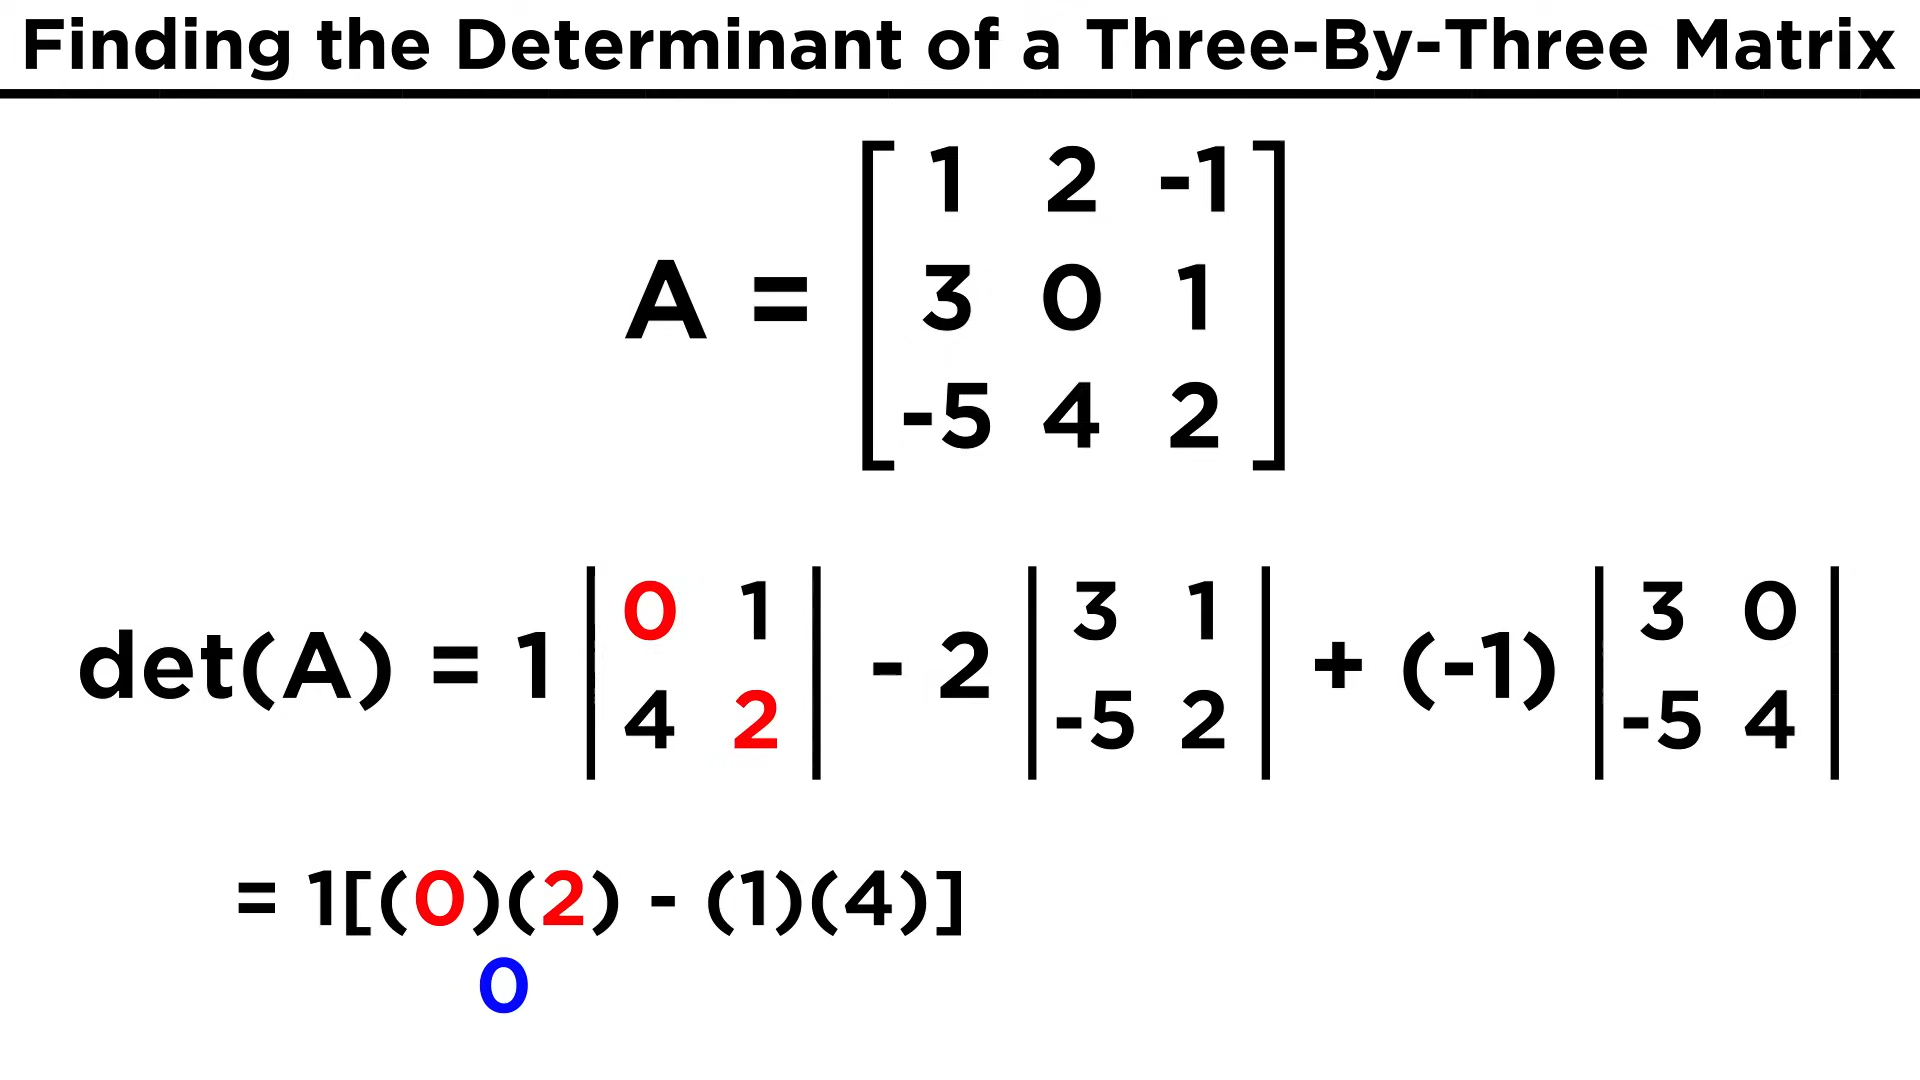 Finding the Determinant of a Three-By-Three Matrix
1 2 -1
A = 3 0 1
-5 4 2
0 1 3 1 3 0
det(A) = 1 - 2 + (-1)
4 2 -5 2 -5 4
= 1[(0)(2) - (1)(4)]
0